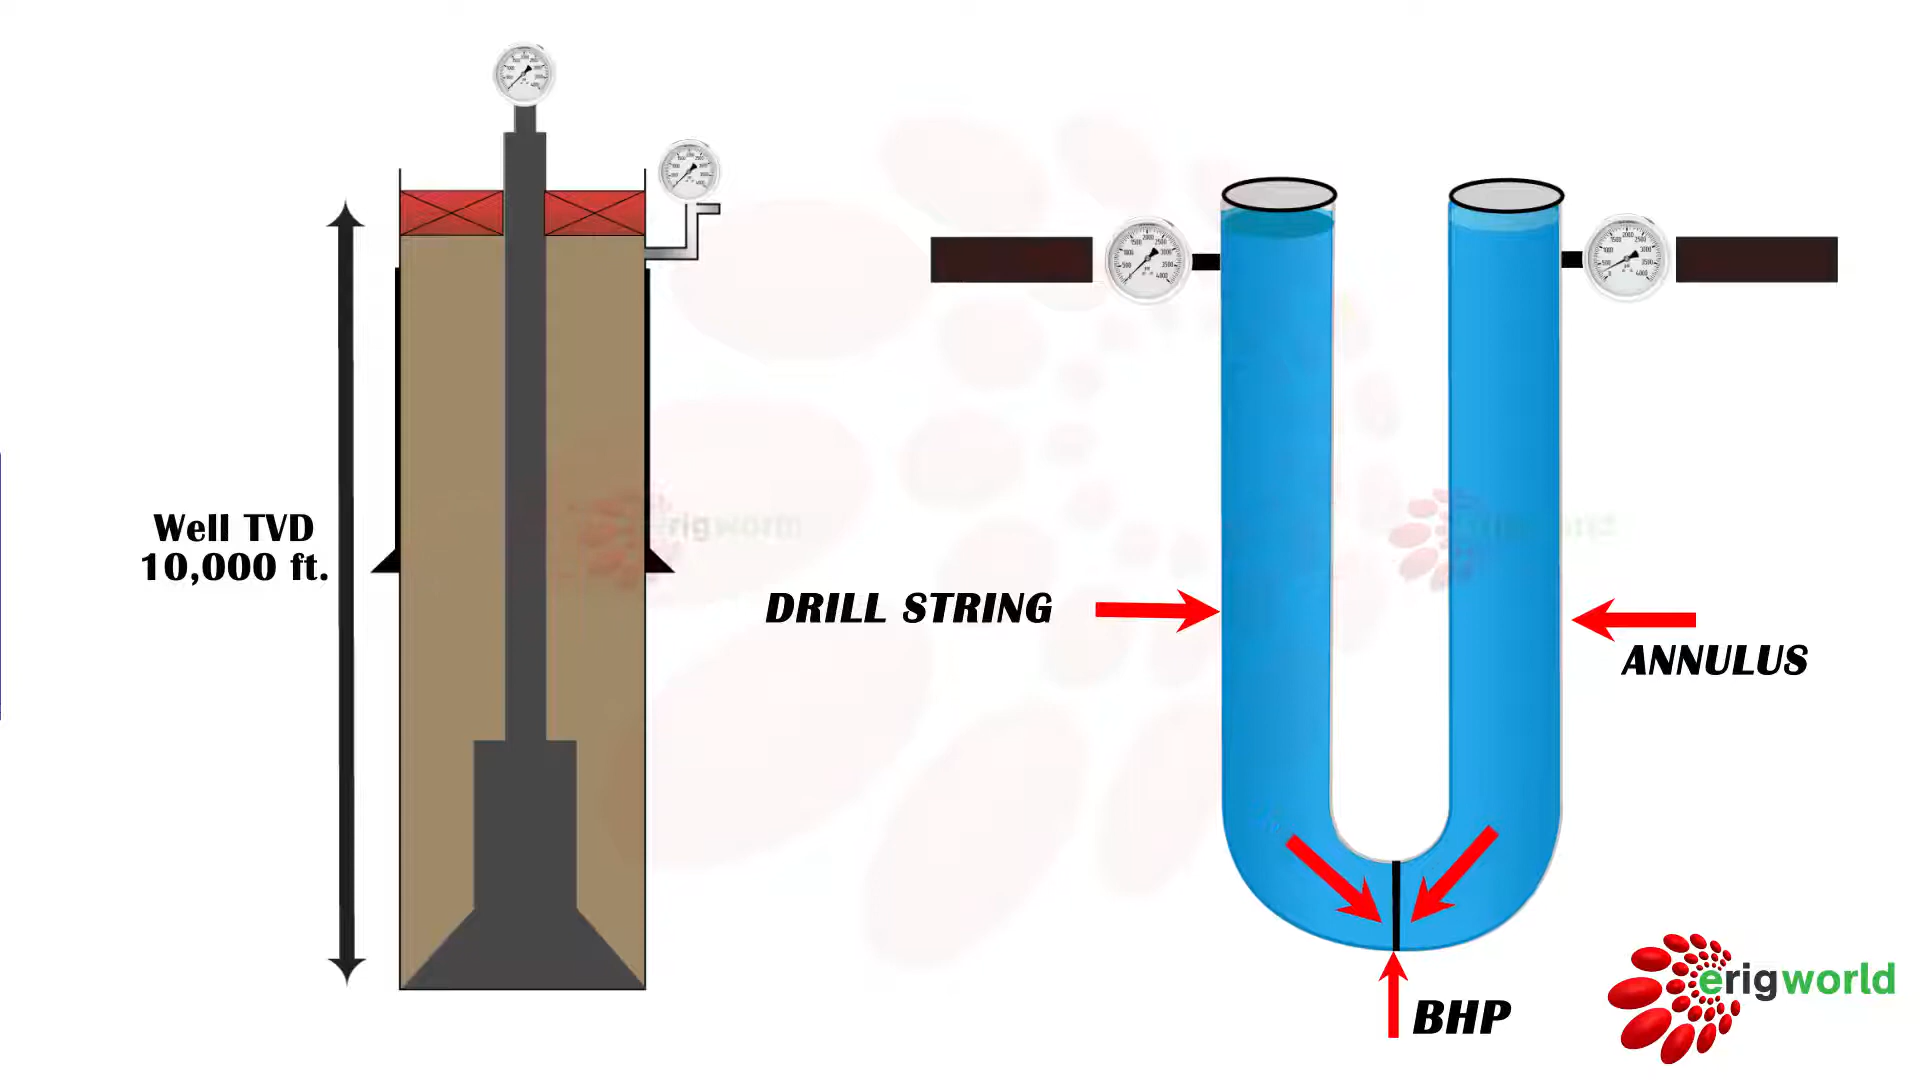 Well TVD
10,000 ft.
DRILL STRING
ANNULUS
BHP
erigworld